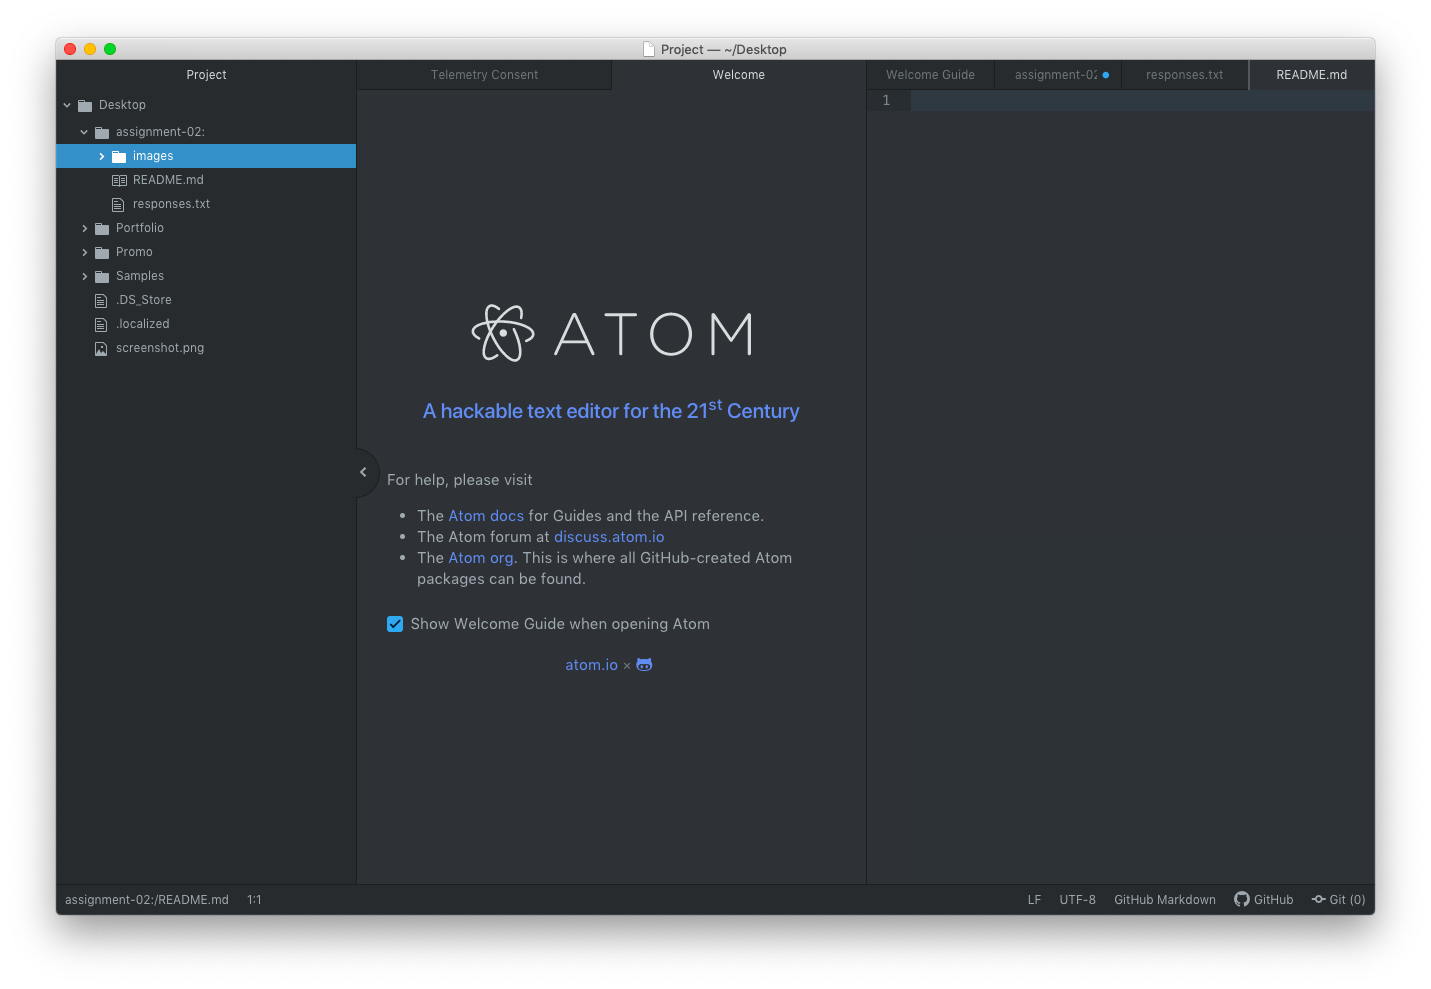 Project — ~/Desktop
Project
Telemetry Consent
Welcome
Welcome Guide
assignment-02
responses.txt
README.md
Desktop
assignment-02:
images
README.md
responses.txt
Portfolio
Promo
Samples
.DS_Store
.localized
screenshot.png
ATOM
A hackable text editor for the 21st Century
For help, please visit
• The Atom docs for Guides and the API reference.
• The Atom forum at discuss.atom.io
• The Atom org. This is where all GitHub-created Atom
packages can be found.
Show Welcome Guide when opening Atom
atom.io ×
1
assignment-02:/README.md
1:1
LF
UTF-8
GitHub Markdown
GitHub
Git (0)